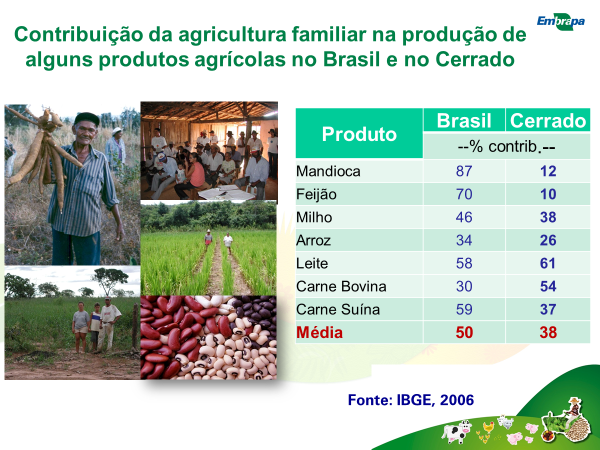 Embrapa
Contribuição da agricultura familiar na produção de
alguns produtos agrícolas no Brasil e no Cerrado
Produto Brasil Cerrado
--% contrib.--
Mandioca 87 12
Feijão 70 10
Milho 46 38
Arroz 34 26
Leite 58 61
Carne Bovina 30 54
Carne Suína 59 37
Média 50 38
Fonte: IBGE, 2006